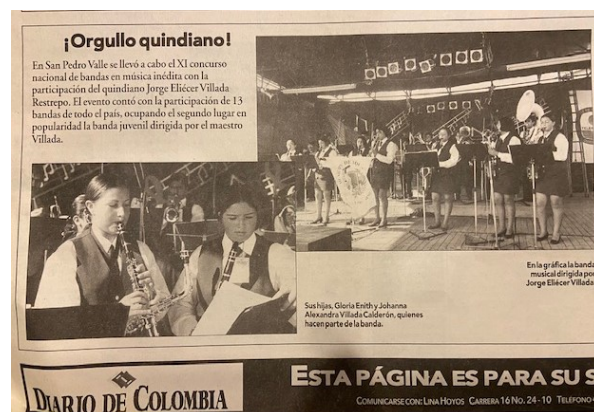 ¡Orgullo quindiano!
En San Pedro Valle se llevó a cabo el XI concurso
nacional de bandas en música inédita con la
participación del quindiano Jorge Eliécer Villada
Restrepo. El evento contó con la participación de 13
bandas de todo el país, ocupando el segundo lugar en
popularidad la banda juvenil dirigida por el maestro
Villada.
En la gráfica la banda
musical dirigida por
Jorge Eliécer Villada
Sus hijas, Gloria Enith y Johanna
Alexandra Villada Calderón, quienes
hacen parte de la banda.
ESTA PÁGINA ES PARA SU S
DIARIO DE COLOMBIA
COMUNICARSE CON: LINA HOYOS CARRERA 16 No. 24-10 TELÉFONO